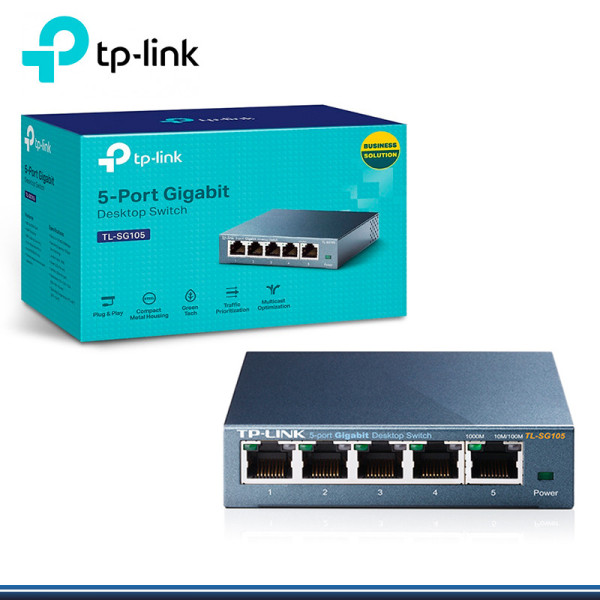 tp-link
tp-link
BUSINESS
SOLUTION
tp-link
5-Port Gigabit
Desktop Switch
TL-SG105
Plug & Play
Compact
Metal Housing
Green
Tech
Traffic
Prioritization
Multicast
Optimization
TP-LINK 5-port Gigabit Desktop Switch 1000M 10M/100M TL-SG105
1 2 3 4 5 Power